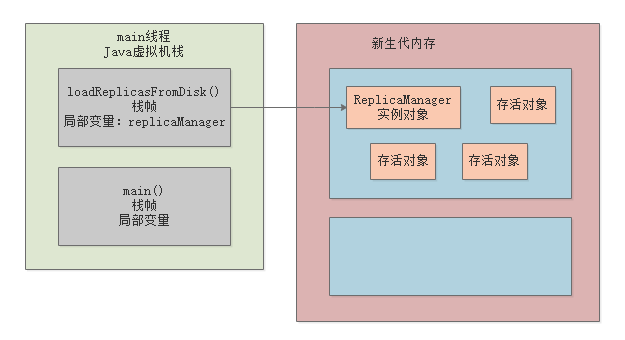 main线程
Java虚拟机栈
loadReplicasFromDisk()
栈帧
局部变量：replicaManager
main()
栈帧
局部变量
新生代内存
ReplicaManager
实例对象
存活对象
存活对象
存活对象